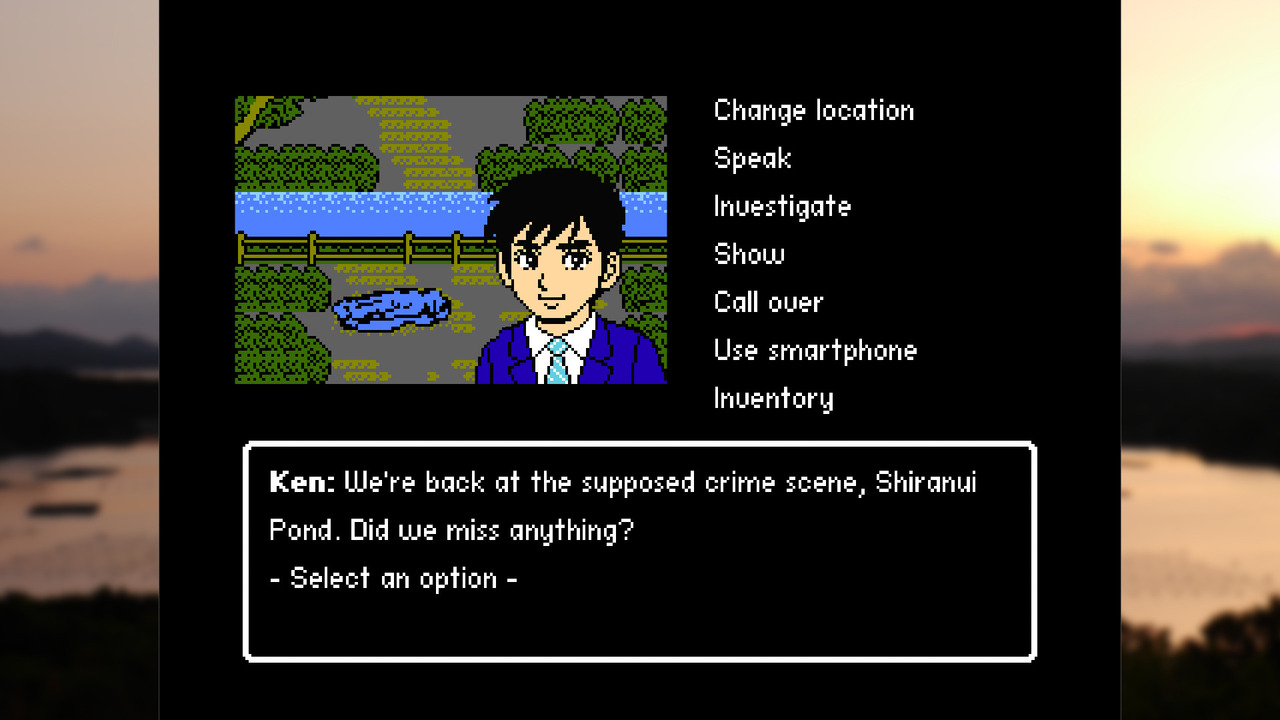 Change location
Speak
Investigate
Show
Call over
Use smartphone
Inventory
Ken: We're back at the supposed crime scene, Shiranui
Pond. Did we miss anything?
- Select an option -